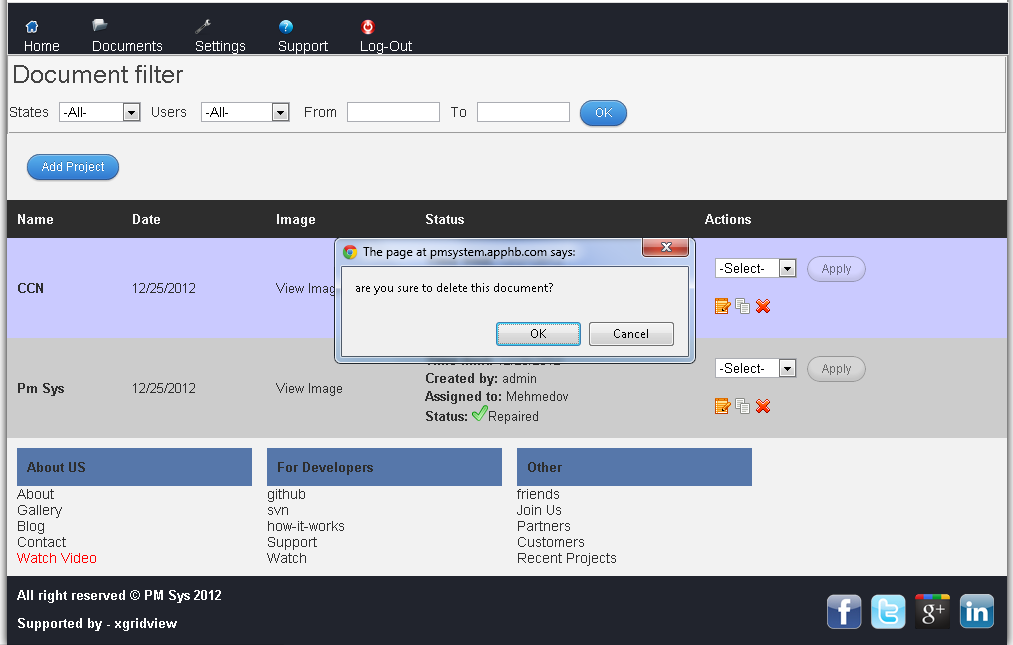 Home Documents Settings Support Log-Out
Document filter
States -All- Users -All- From To OK
Add Project
Name Date Image Status Actions
The page at pmsystem.apphb.com says:
-Select- Apply
CCN 12/25/2012 View Imag are you sure to delete this document?
OK Cancel
-Select- Apply
Created by: admin
Pm Sys 12/25/2012 View Image
Assigned to: Mehmedov
Status: Repaired
About US For Developers Other
About github friends
Gallery svn Join Us
Blog how-it-works Partners
Contact Support Customers
Watch Video Watch Recent Projects
All right reserved © PM Sys 2012
Supported by - xgridview
f t g+ in